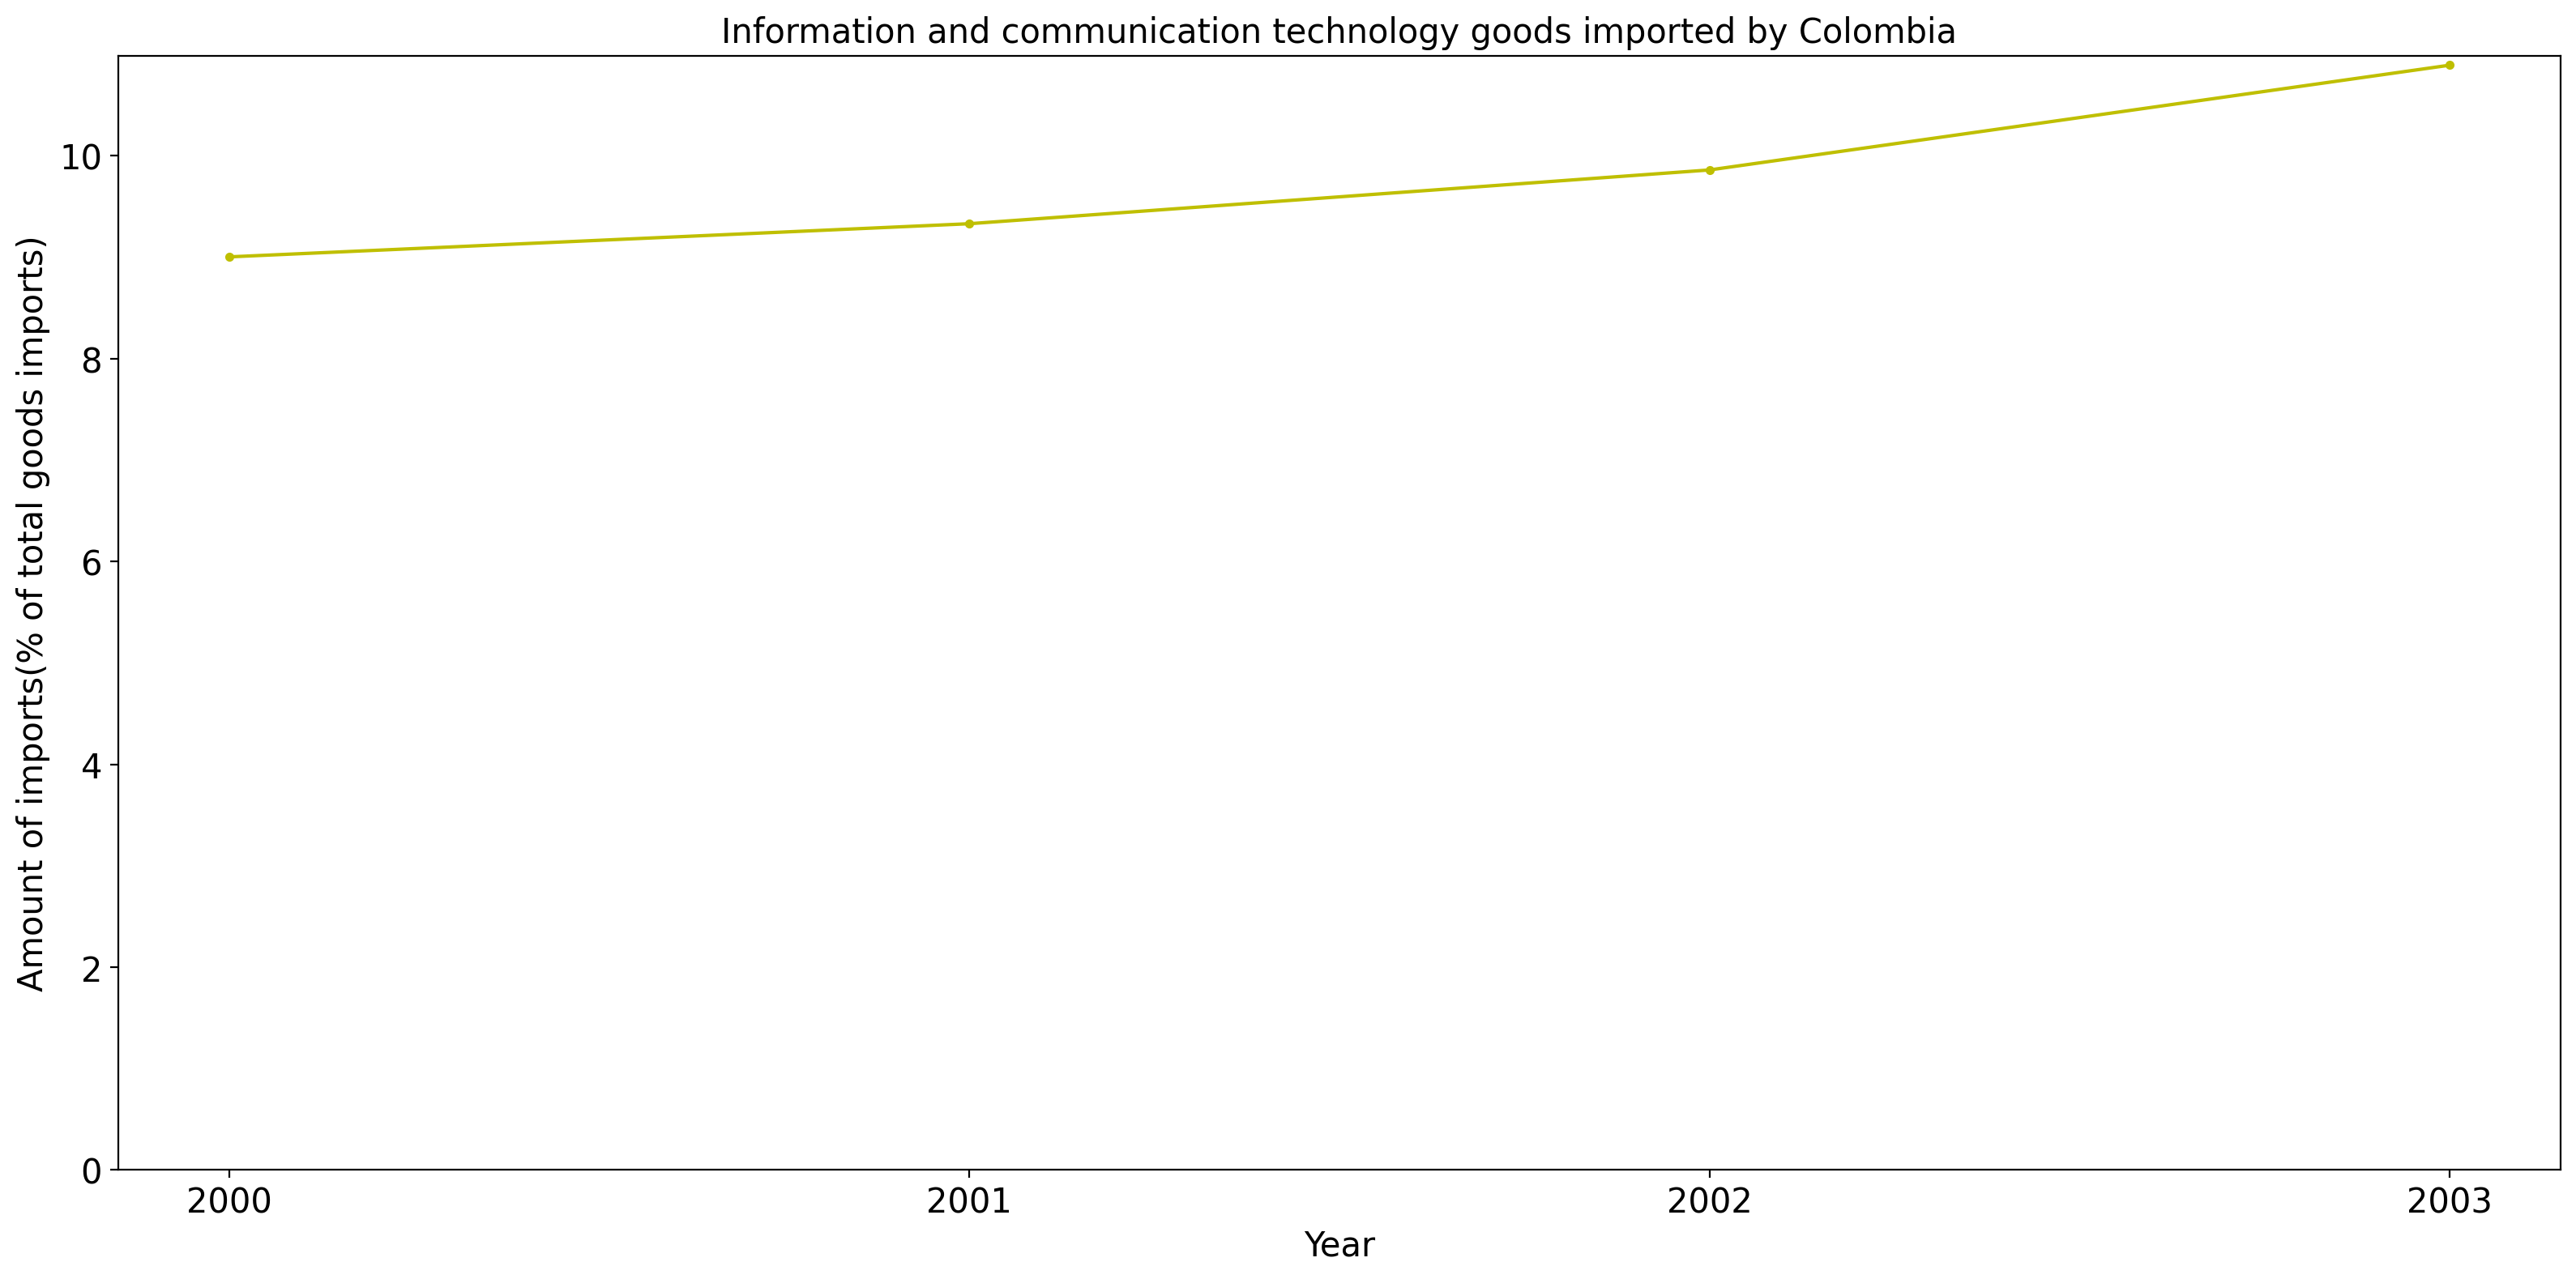 Information and communication technology goods imported by Colombia
Amount of imports(% of total goods imports)
10
8
6
4
2
0
2000 2001 2002 2003
Year